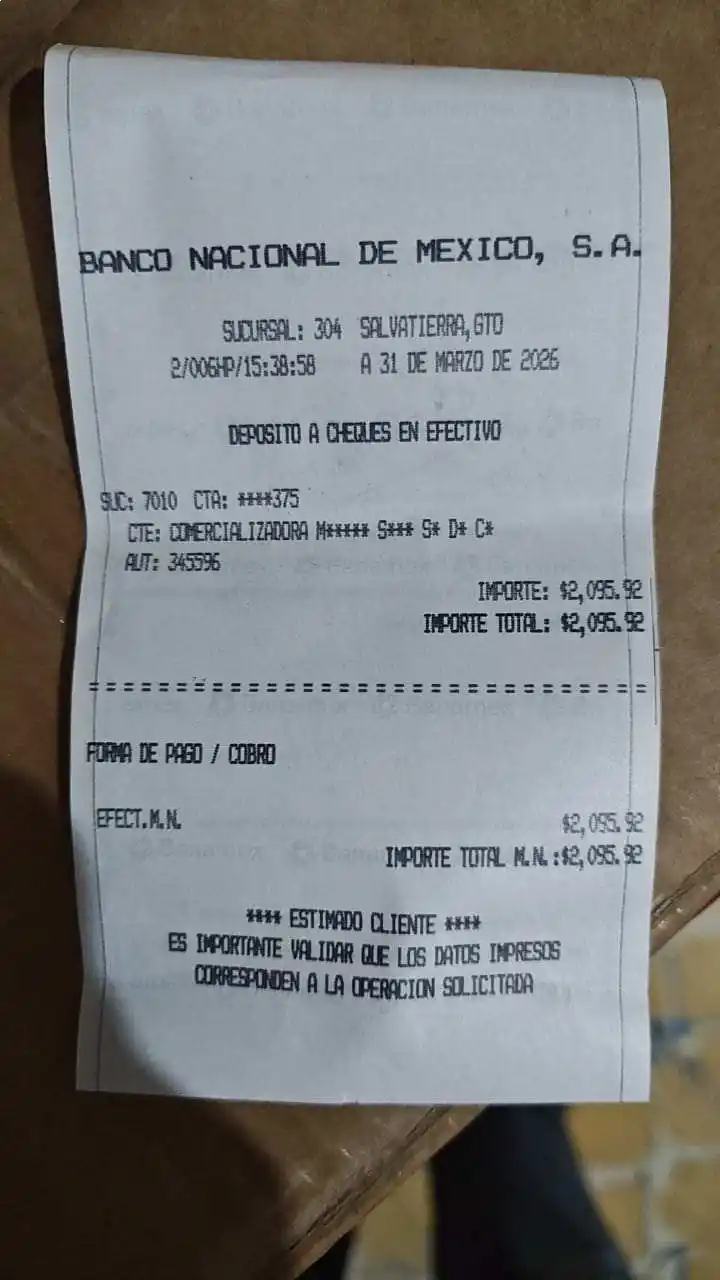 BANCO NACIONAL DE MEXICO, S.A.
SUCURSAL: 304 SALVATIERRA,GTO
2/006HP/15:38:58 A 31 DE MARZO DE 2026
DEPOSITO A CHEQUES EN EFECTIVO
SUC: 7010 CTA: ****375
CTE: COMERCIALIZADORA M***** S*** S* D* C*
AUT: 345596
IMPORTE: $2,095.92
IMPORTE TOTAL: $2,095.92
================================
FORMA DE PAGO / COBRO
EFECT.M.N. $2,095.92
IMPORTE TOTAL M.N.:$2,095.92
**** ESTIMADO CLIENTE ****
ES IMPORTANTE VALIDAR QUE LOS DATOS IMPRESOS
CORRESPONDEN A LA OPERACION SOLICITADA